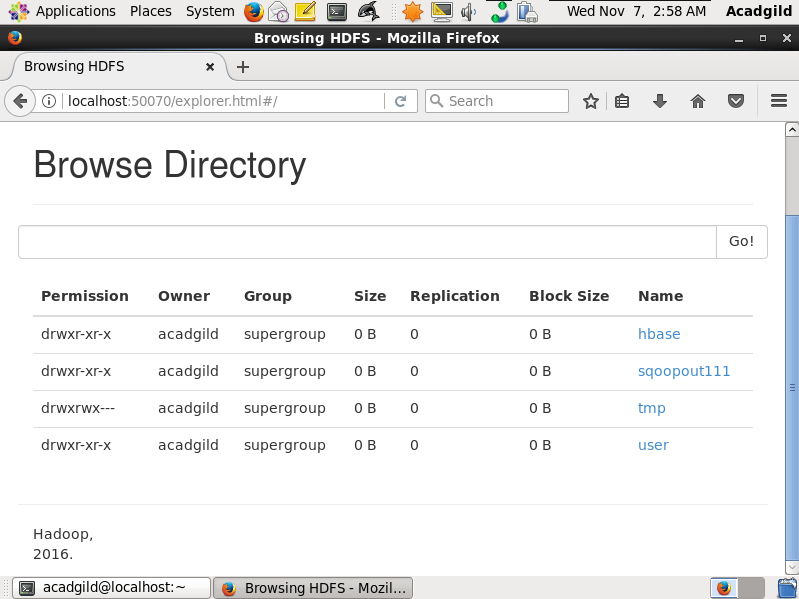 Applications Places System Wed Nov 7, 2:58 AM Acadgild
Browsing HDFS - Mozilla Firefox
Browsing HDFS
localhost:50070/explorer.html#/ Search
Browse Directory
Go!
Permission Owner Group Size Replication Block Size Name
drwxr-xr-x acadgild supergroup 0 B 0 0 B hbase
drwxr-xr-x acadgild supergroup 0 B 0 0 B sqoopout111
drwxrwx--- acadgild supergroup 0 B 0 0 B tmp
drwxr-xr-x acadgild supergroup 0 B 0 0 B user
Hadoop,
2016.
acadgild@localhost:~ Browsing HDFS - Mozil...